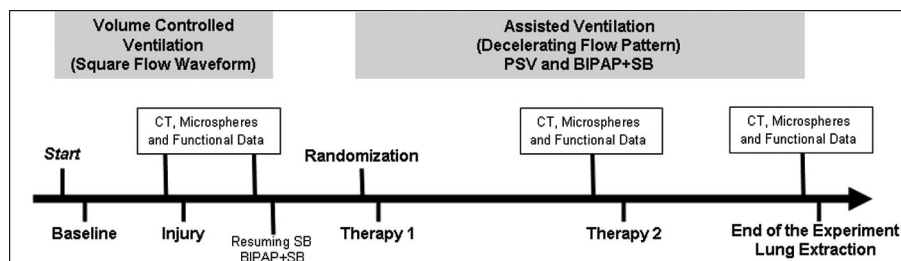 Volume Controlled
Ventilation
(Square Flow Waveform)
Assisted Ventilation
(Decelerating Flow Pattern)
PSV and BIPAP+SB
CT, Microspheres
and Functional Data
CT, Microspheres
and Functional Data
CT, Microspheres
and Functional Data
Start
Randomization
Baseline
Injury
Resuming SB
BIPAP+SB
Therapy 1
Therapy 2
End of the Experiment
Lung Extraction